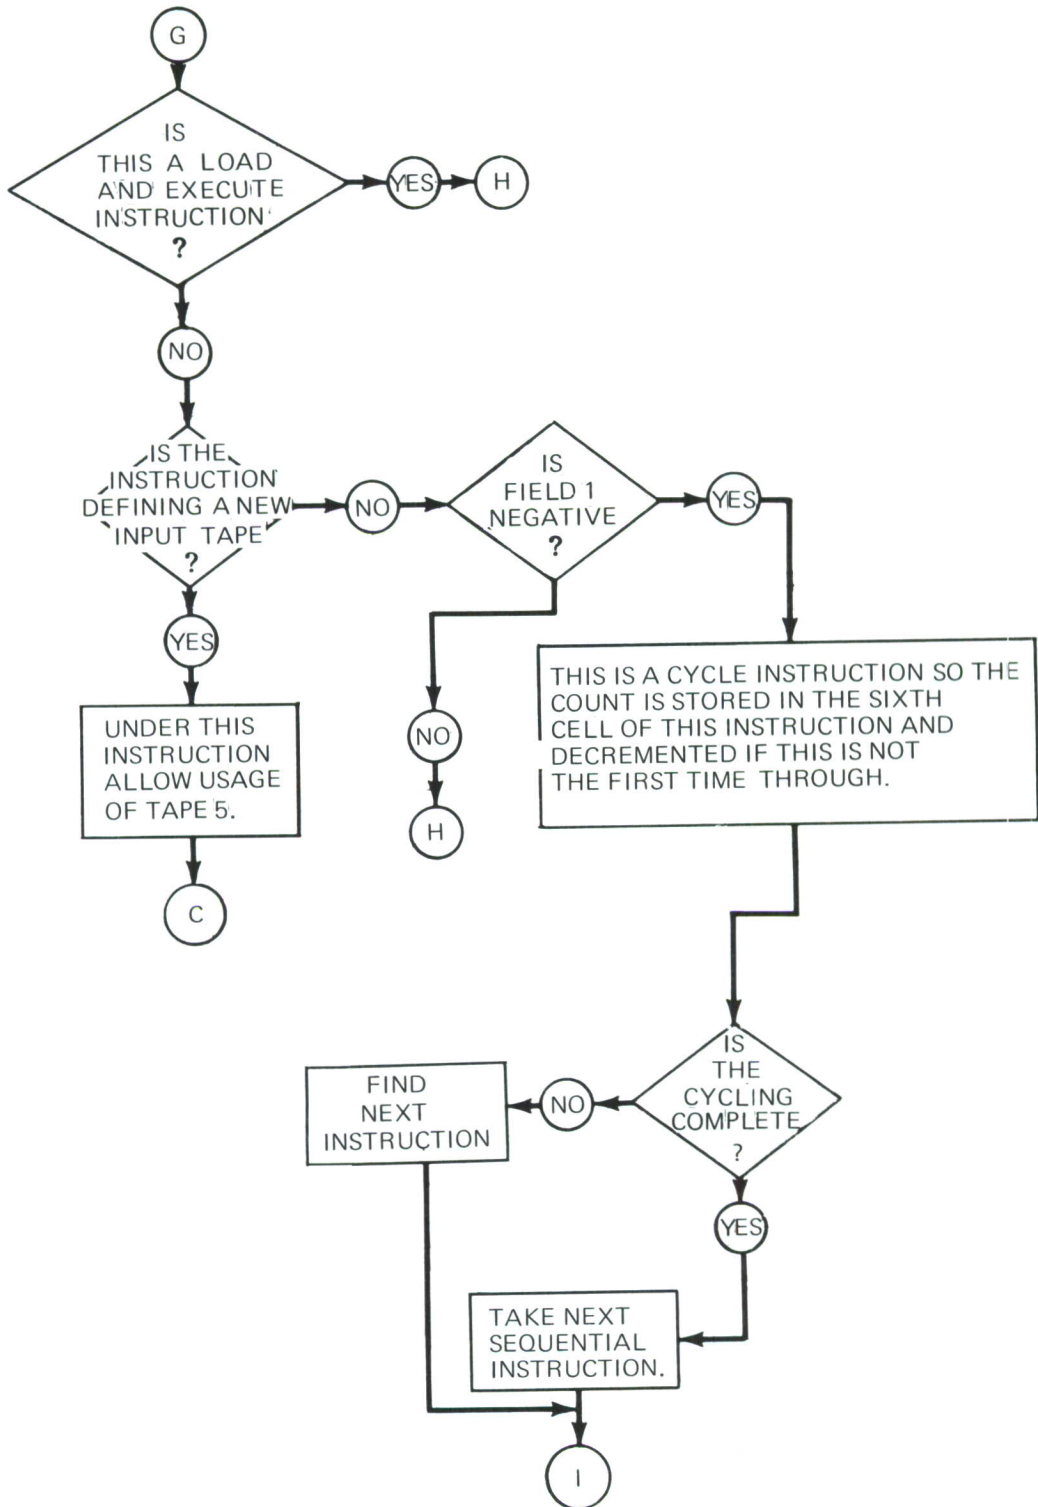 G
IS
THIS A LOAD
AND EXECUTE
INSTRUCTION
?
YES
H
NO
IS THE
INSTRUCTION
DEFINING A NEW
INPUT TAPE
?
NO
IS
FIELD 1
NEGATIVE
?
YES
YES
UNDER THIS
INSTRUCTION
ALLOW USAGE
OF TAPE 5.
C
NO
H
THIS IS A CYCLE INSTRUCTION SO THE
COUNT IS STORED IN THE SIXTH
CELL OF THIS INSTRUCTION AND
DECREMENTED IF THIS IS NOT
THE FIRST TIME THROUGH.
IS
THE
CYCLING
COMPLETE
?
NO
FIND
NEXT
INSTRUCTION
YES
TAKE NEXT
SEQUENTIAL
INSTRUCTION.
I